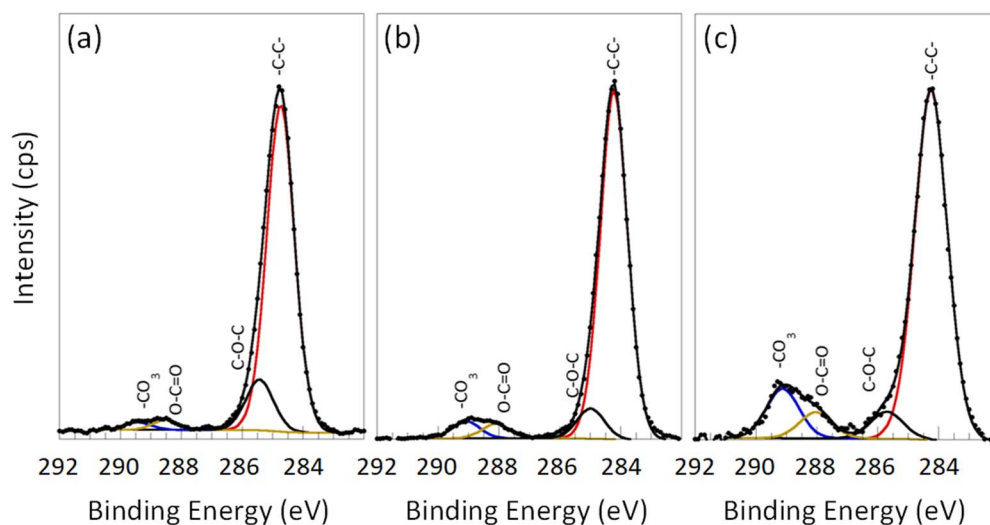 (a)
-C-C-
C-O-C
O-C=O
-CO3
(b)
-C-C-
C-O-C
O-C=O
-CO3
(c)
-C-C-
C-O-C
O-C=O
-CO3
Intensity (cps)
292 290 288 286 284
292 290 288 286 284
292 290 288 286 284
Binding Energy (eV)
Binding Energy (eV)
Binding Energy (eV)